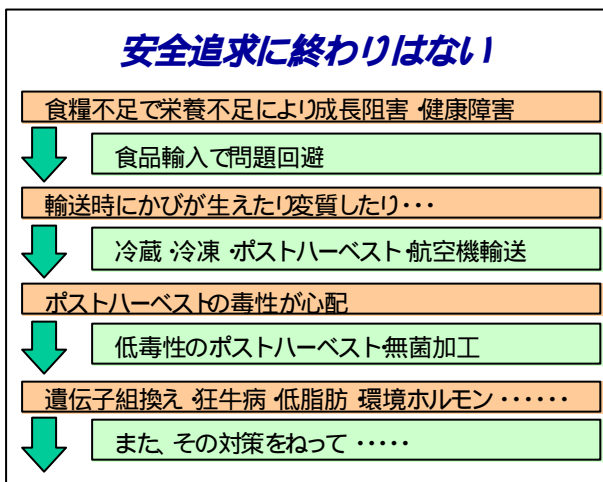 安全追求に終わりはない
食糧不足で栄養不足により成長阻害・健康障害
食品輸入で問題回避
輸送時にかびが生えたり変質したり・・・
冷蔵・冷凍・ポストハーベスト・航空機輸送
ポストハーベストの毒性が心配
低毒性のポストハーベスト・無菌加工
遺伝子組換え・狂牛病・低脂肪・環境ホルモン・・・・・・
また、その対策をねって・・・・・